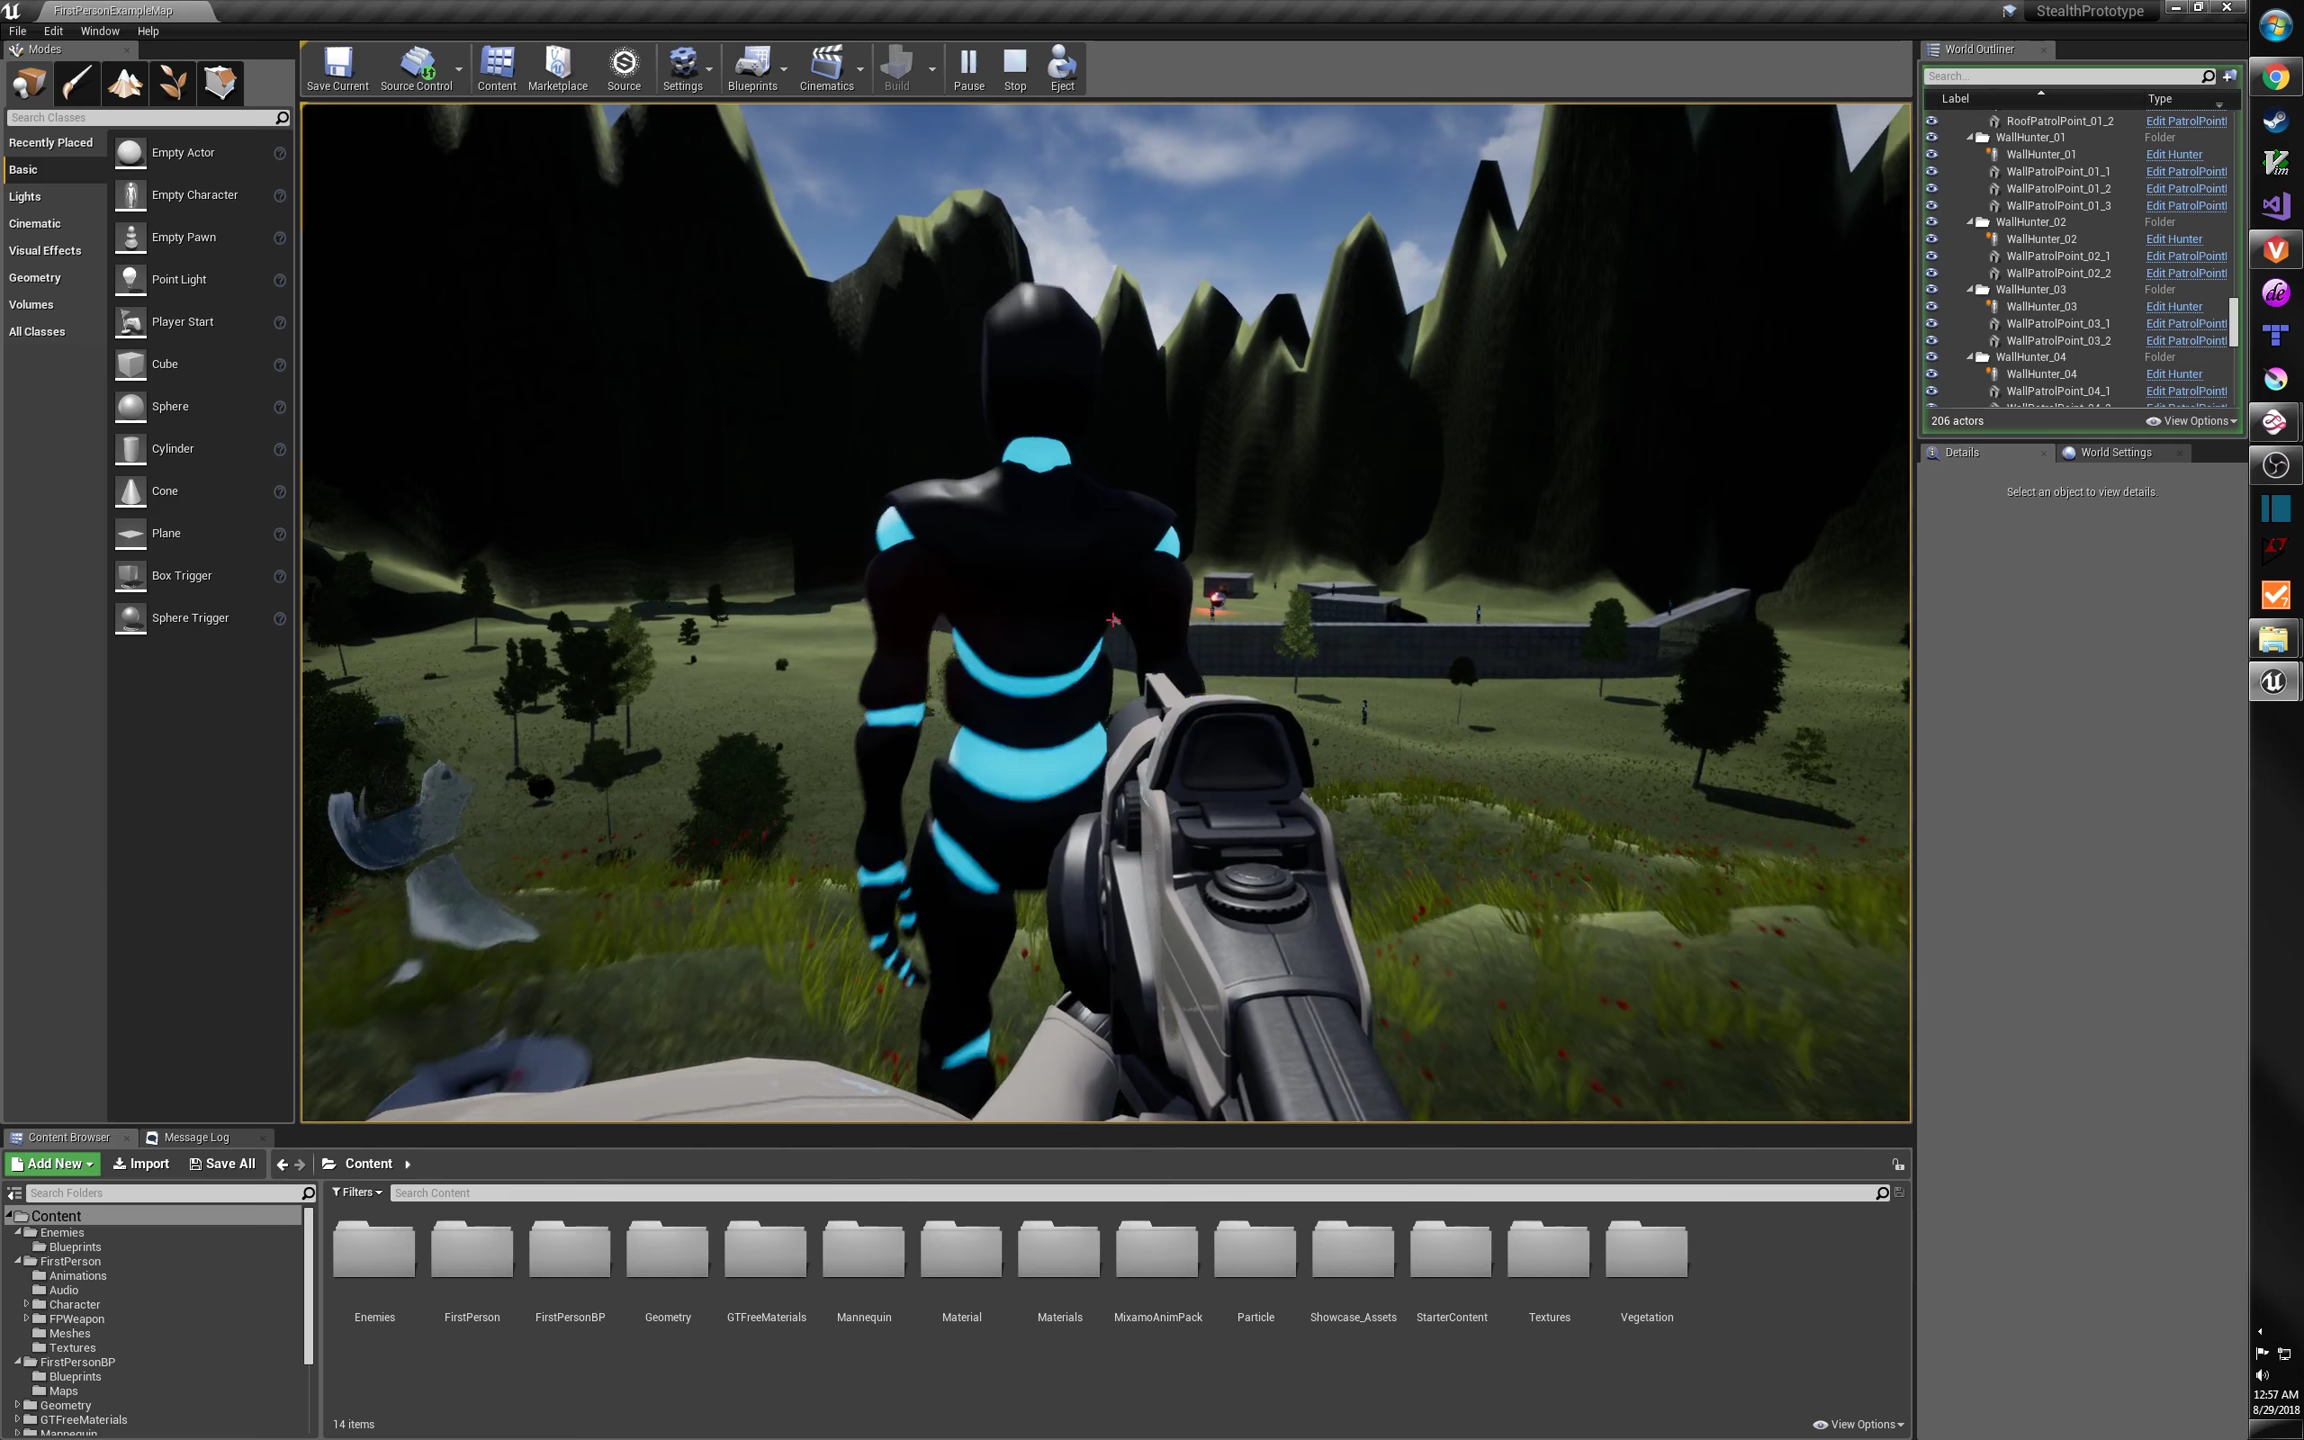 FirstPersonExampleMap
StealthPrototype
File Edit Window Help
Modes
Search Classes
Recently Placed
Basic
Lights
Cinematic
Visual Effects
Geometry
Volumes
All Classes
Empty Actor
Empty Character
Empty Pawn
Point Light
Player Start
Cube
Sphere
Cylinder
Cone
Plane
Box Trigger
Sphere Trigger
Save Current Source Control Content Marketplace Source Settings Blueprints Cinematics Build Pause Stop Eject
World Outliner
Search...
Label Type
RoofPatrolPoint_01_2 Edit PatrolPoint
WallHunter_01 Folder
WallHunter_01 Edit Hunter
WallPatrolPoint_01_1 Edit PatrolPoint
WallPatrolPoint_01_2 Edit PatrolPoint
WallPatrolPoint_01_3 Edit PatrolPoint
WallHunter_02 Folder
WallHunter_02 Edit Hunter
WallPatrolPoint_02_1 Edit PatrolPoint
WallPatrolPoint_02_2 Edit PatrolPoint
WallHunter_03 Folder
WallHunter_03 Edit Hunter
WallPatrolPoint_03_1 Edit PatrolPoint
WallPatrolPoint_03_2 Edit PatrolPoint
WallHunter_04 Folder
WallHunter_04 Edit Hunter
WallPatrolPoint_04_1 Edit PatrolPoint
206 actors View Options
Details World Settings
Select an object to view details.
Content Browser Message Log
Add New Import Save All Content
Search Folders
Filters Search Content
Content
Enemies
Blueprints
FirstPerson
Animations
Audio
Character
FPWeapon
Meshes
Textures
FirstPersonBP
Blueprints
Maps
Geometry
GTFreeMaterials
Mannequin
Enemies FirstPerson FirstPersonBP Geometry GTFreeMaterials Mannequin Material Materials MixamoAnimPack Particle Showcase_Assets StarterContent Textures Vegetation
14 items View Options
Vim
de
12:57 AM
8/29/2018